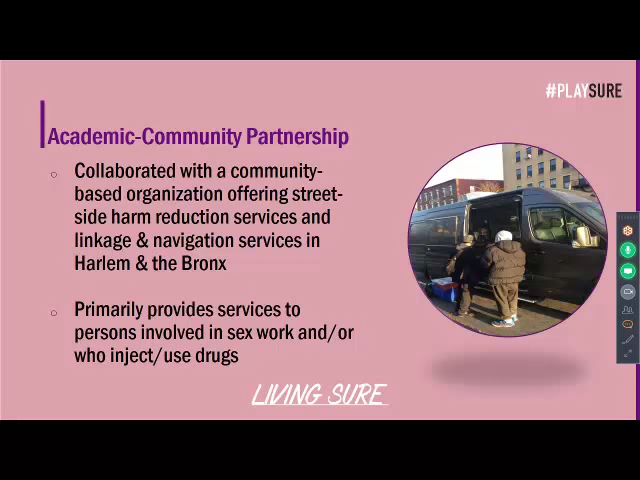 #PLAYSURE
Academic-Community Partnership
○ Collaborated with a community-
based organization offering street-
side harm reduction services and
linkage & navigation services in
Harlem & the Bronx
○ Primarily provides services to
persons involved in sex work and/or
who inject/use drugs
LIVING SURE